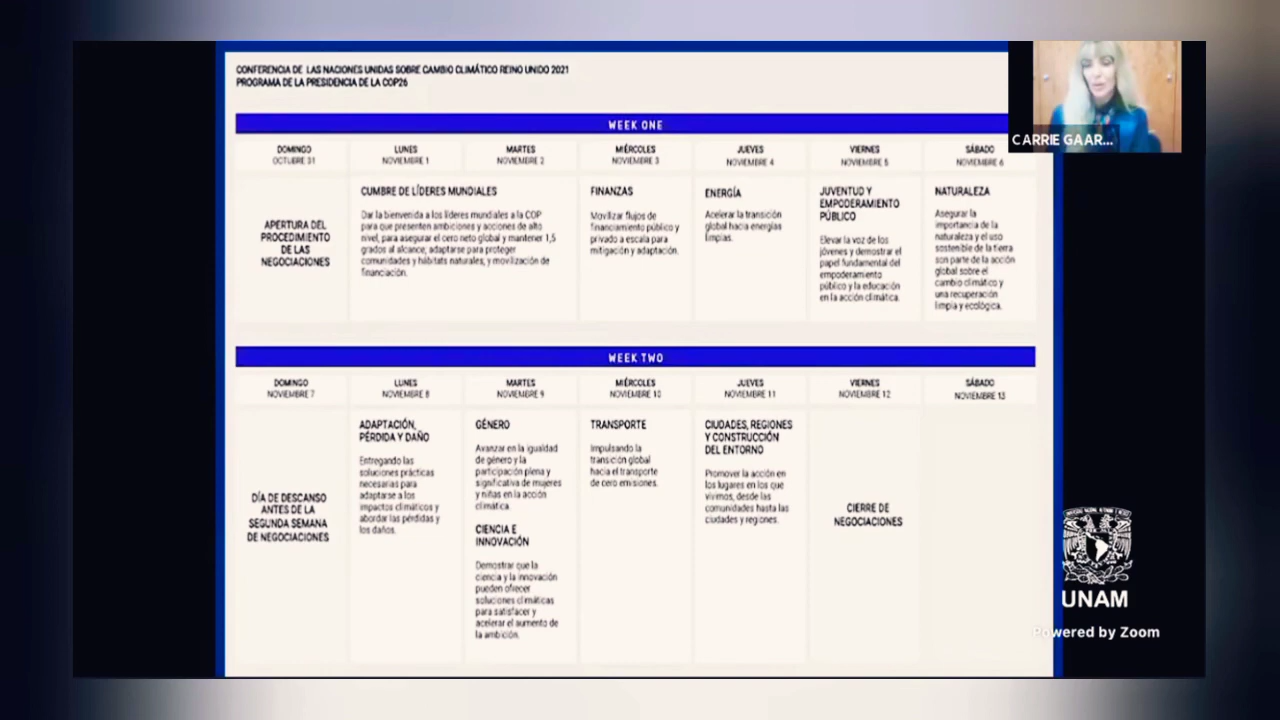 CONFERENCIA DE LAS NACIONES UNIDAS SOBRE CAMBIO CLIMÁTICO REINO UNIDO 2021
PROGRAMA DE LA PRESIDENCIA DE LA COP26
CARRIE GAAR...
WEEK ONE
DOMINGO
OCTUBRE 31
LUNES
NOVIEMBRE 1
MARTES
NOVIEMBRE 2
MIÉRCOLES
NOVIEMBRE 3
JUEVES
NOVIEMBRE 4
VIERNES
NOVIEMBRE 5
SÁBADO
NOVIEMBRE 6
APERTURA DEL
PROCEDIMIENTO
DE LAS
NEGOCIACIONES
CUMBRE DE LÍDERES MUNDIALES
Dar la bienvenida a los líderes mundiales a la COP
para que presenten ambiciones y acciones de alto
nivel, para asegurar el cero neto global y mantener 1,5
grados al alcance; adaptarse para proteger
comunidades y hábitats naturales; y movilización de
financiación.
FINANZAS
Movilizar flujos de
financiamiento público y
privado a escala para
mitigación y adaptación.
ENERGÍA
Acelerar la transición
global hacia energías
limpias.
JUVENTUD Y
EMPODERAMIENTO
PÚBLICO
Elevar la voz de los
jóvenes y demostrar el
papel fundamental del
empoderamiento
público y la educación
en la acción climática.
NATURALEZA
Asegurar la
importancia de la
naturaleza y el uso
sostenible de la tierra
son parte de la acción
global sobre el
cambio climático y
una recuperación
limpia y ecológica.
WEEK TWO
DOMINGO
NOVIEMBRE 7
LUNES
NOVIEMBRE 8
MARTES
NOVIEMBRE 9
MIÉRCOLES
NOVIEMBRE 10
JUEVES
NOVIEMBRE 11
VIERNES
NOVIEMBRE 12
SÁBADO
NOVIEMBRE 13
DÍA DE DESCANSO
ANTES DE LA
SEGUNDA SEMANA
DE NEGOCIACIONES
ADAPTACIÓN,
PÉRDIDA Y DAÑO
Entregando las
soluciones prácticas
necesarias para
adaptarse a los
impactos climáticos y
abordar las pérdidas y
los daños.
GÉNERO
Avanzar en la igualdad
de género y la
participación plena y
significativa de mujeres
y niñas en la acción
climática.
CIENCIA E
INNOVACIÓN
Demostrar que la
ciencia y la innovación
pueden ofrecer
soluciones climáticas
para satisfacer y
acelerar el aumento de
la ambición.
TRANSPORTE
Impulsando la
transición global
hacia el transporte
de cero emisiones.
CIUDADES, REGIONES
Y CONSTRUCCIÓN
DEL ENTORNO
Promover la acción en
los lugares en los que
vivimos, desde las
comunidades hasta las
ciudades y regiones.
CIERRE DE
NEGOCIACIONES
UNAM
Powered by Zoom